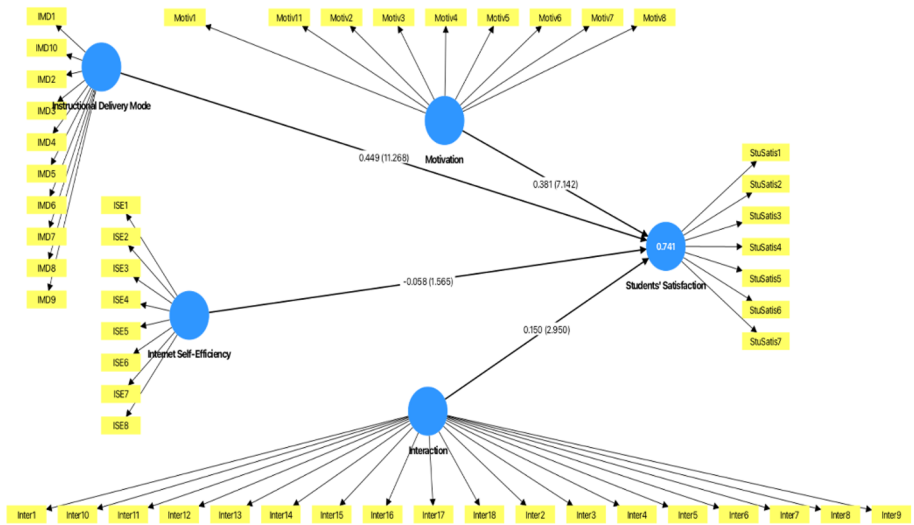 IMD1
IMD10
IMD2
IMD3
IMD4
IMD5
IMD6
IMD7
IMD8
IMD9
Instructional Delivery Mode
Motiv1
Motiv11
Motiv2
Motiv3
Motiv4
Motiv5
Motiv6
Motiv7
Motiv8
Motivation
0.449 (11.268)
0.381 (7.142)
ISE1
ISE2
ISE3
ISE4
ISE5
ISE6
ISE7
ISE8
Internet Self-Efficiency
-0.058 (1.565)
0.150 (2.950)
0.741
Students' Satisfaction
StuSatis1
StuSatis2
StuSatis3
StuSatis4
StuSatis5
StuSatis6
StuSatis7
Interaction
Inter1
Inter10
Inter11
Inter12
Inter13
Inter14
Inter15
Inter16
Inter17
Inter18
Inter2
Inter3
Inter4
Inter5
Inter6
Inter7
Inter8
Inter9